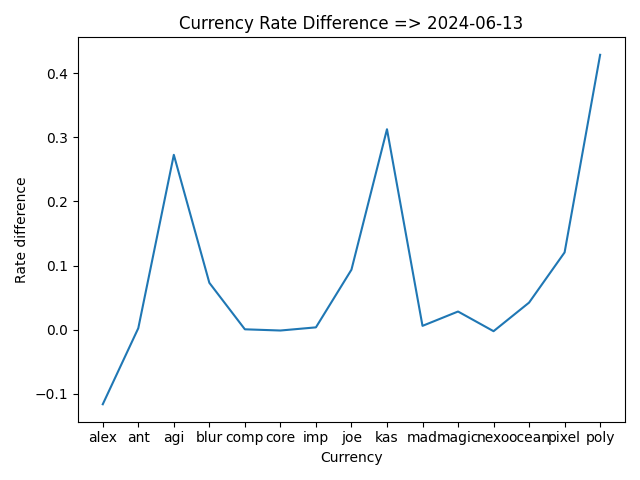 Currency Rate Difference => 2024-06-13
Rate difference
0.4
0.3
0.2
0.1
0.0
−0.1
alex ant agi blur comp core imp joe kas mad magic nexo ocean pixel poly
Currency